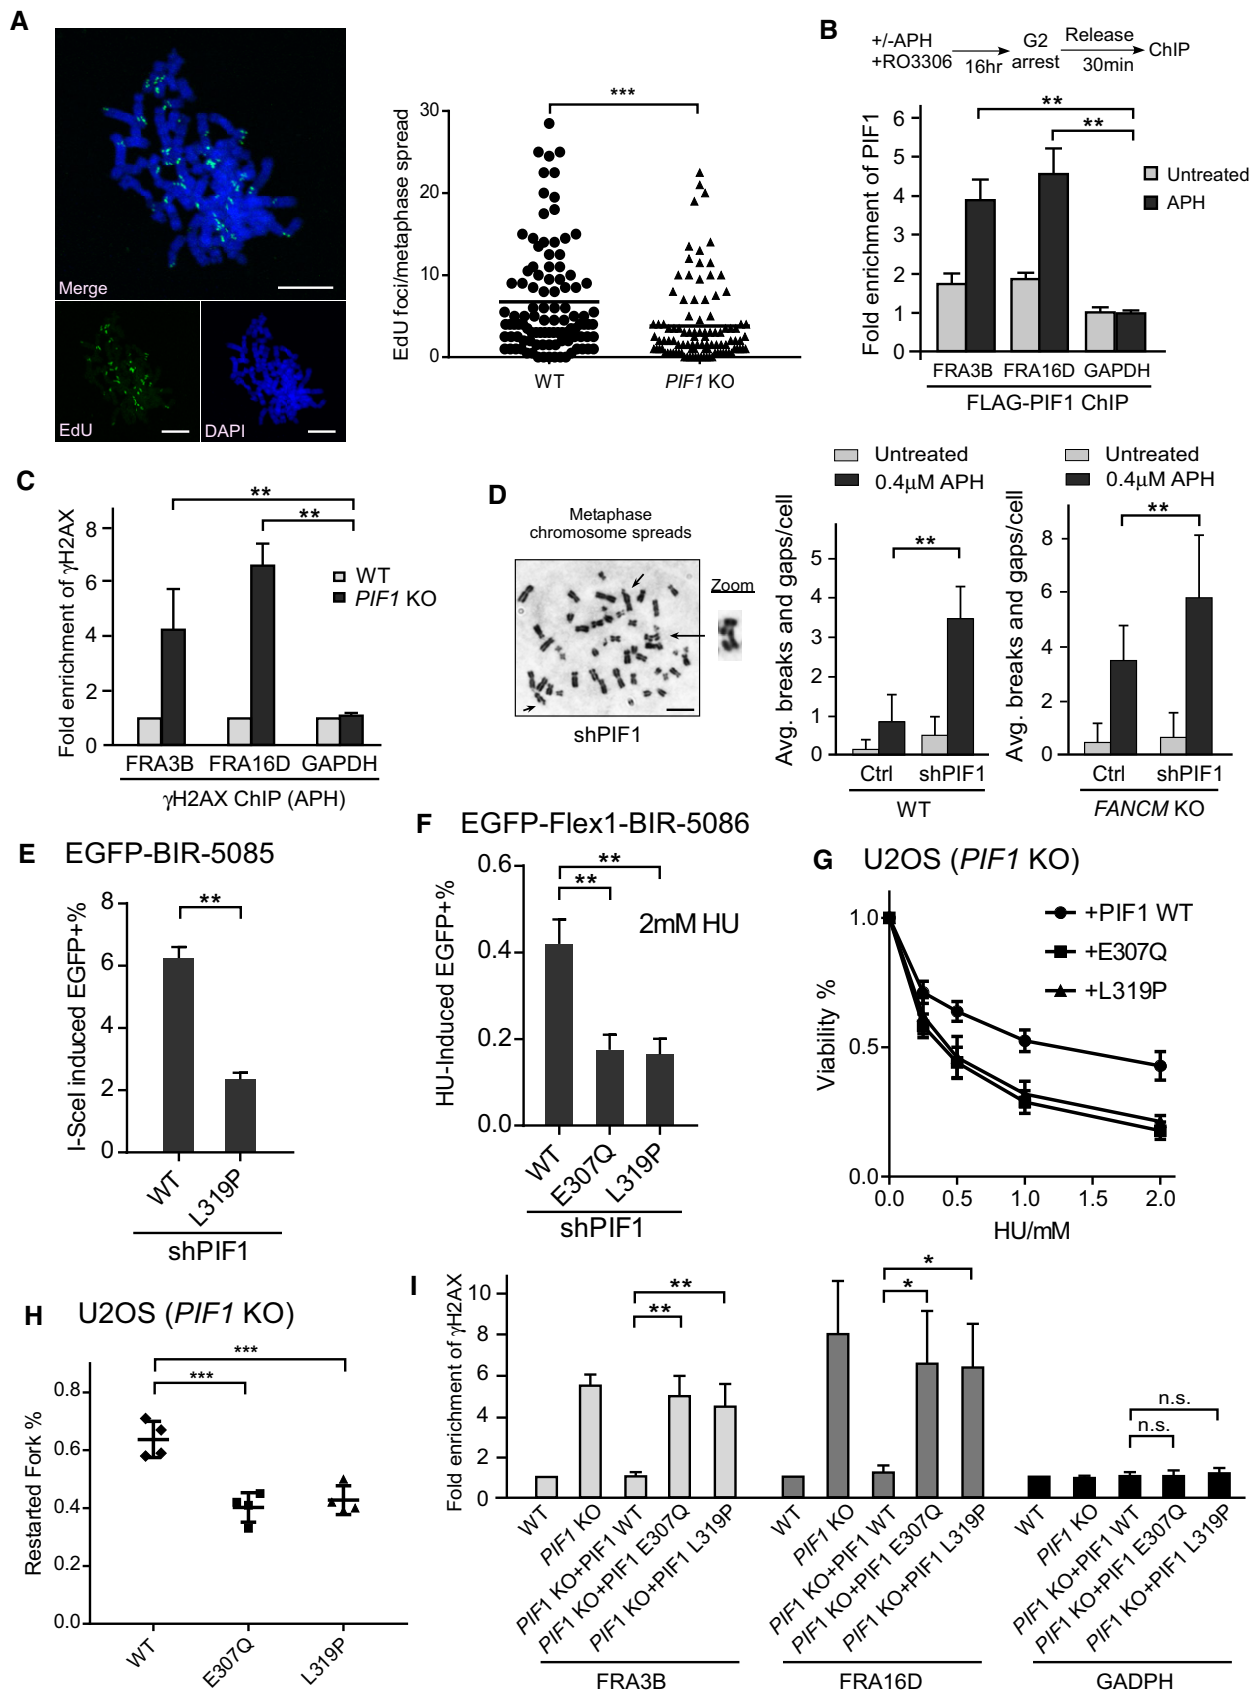 A
Merge
EdU
DAPI
EdU foci/metaphase spread
30
20
10
0
***
WT
PIF1 KO
B
+/-APH
+RO3306
16hr
G2
arrest
Release
30min
ChIP
Fold enrichment of PIF1
6
5
4
3
2
1
0
**
**
Untreated
APH
FRA3B
FRA16D
GAPDH
FLAG-PIF1 ChIP
C
Fold enrichment of γH2AX
8
6
4
2
0
**
**
WT
PIF1 KO
FRA3B
FRA16D
GAPDH
γH2AX ChIP (APH)
D
Metaphase
chromosome spreads
Zoom
shPIF1
Untreated
0.4μM APH
Avg. breaks and gaps/cell
5
4
3
2
1
0
**
Ctrl
shPIF1
WT
Untreated
0.4μM APH
Avg. breaks and gaps/cell
8
6
4
2
0
**
Ctrl
shPIF1
FANCM KO
E
EGFP-BIR-5085
I-SceI induced EGFP+%
8
6
4
2
0
**
WT
L319P
shPIF1
F
EGFP-Flex1-BIR-5086
HU-Induced EGFP+%
0.6
0.4
0.2
0.0
**
**
2mM HU
WT
E307Q
L319P
shPIF1
G
U2OS (PIF1 KO)
Viability %
1.0
0.5
0.0
+PIF1 WT
+E307Q
+L319P
0.0
0.5
1.0
1.5
2.0
HU/mM
H
U2OS (PIF1 KO)
Restarted Fork %
0.8
0.6
0.4
0.2
0.0
***
***
WT
E307Q
L319P
I
Fold enrichment of γH2AX
10
8
6
4
2
0
**
**
*
*
n.s.
n.s.
WT
PIF1 KO
PIF1 KO+PIF1 WT
PIF1 KO+PIF1 E307Q
PIF1 KO+PIF1 L319P
FRA3B
WT
PIF1 KO
PIF1 KO+PIF1 WT
PIF1 KO+PIF1 E307Q
PIF1 KO+PIF1 L319P
FRA16D
WT
PIF1 KO
PIF1 KO+PIF1 WT
PIF1 KO+PIF1 E307Q
PIF1 KO+PIF1 L319P
GADPH